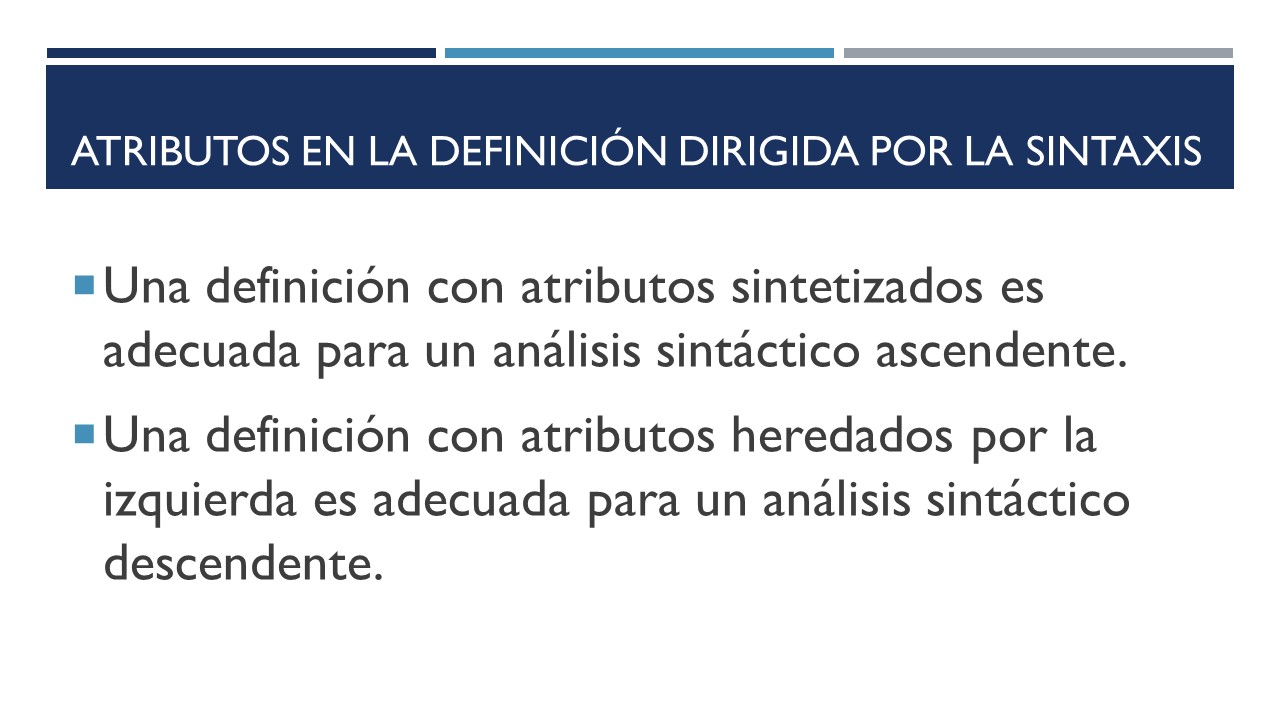 ATRIBUTOS EN LA DEFINICIÓN DIRIGIDA POR LA SINTAXIS
Una definición con atributos sintetizados es
adecuada para un análisis sintáctico ascendente.
Una definición con atributos heredados por la
izquierda es adecuada para un análisis sintáctico
descendente.